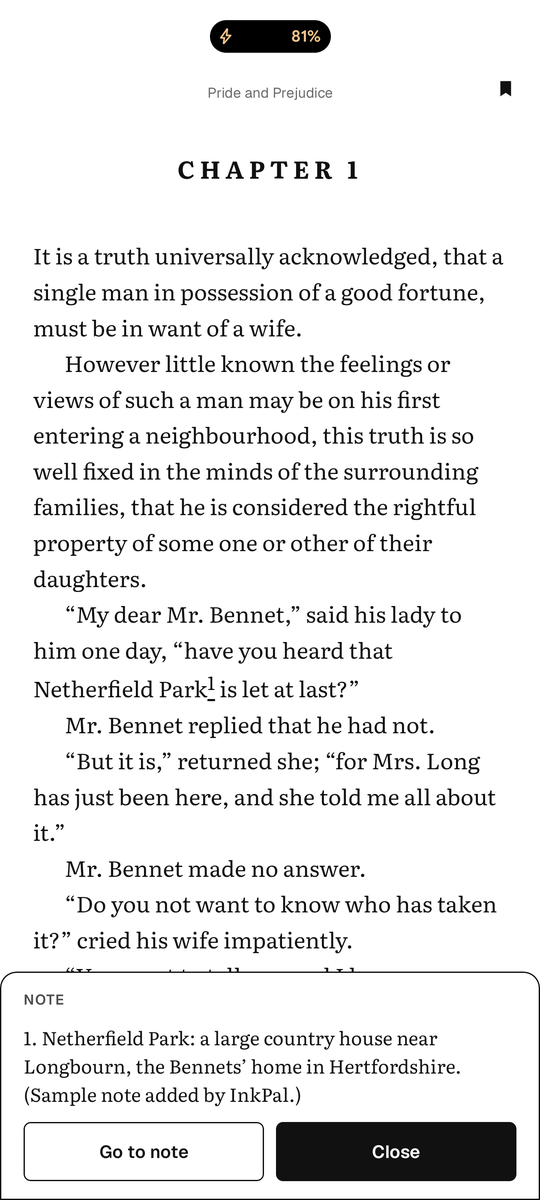 81%
Pride and Prejudice
CHAPTER 1
It is a truth universally acknowledged, that a
single man in possession of a good fortune,
must be in want of a wife.
However little known the feelings or
views of such a man may be on his first
entering a neighbourhood, this truth is so
well fixed in the minds of the surrounding
families, that he is considered the rightful
property of some one or other of their
daughters.
“My dear Mr. Bennet,” said his lady to
him one day, “have you heard that
Netherfield Park1 is let at last?”
Mr. Bennet replied that he had not.
“But it is,” returned she; “for Mrs. Long
has just been here, and she told me all about
it.”
Mr. Bennet made no answer.
“Do you not want to know who has taken
it?” cried his wife impatiently.
NOTE
1. Netherfield Park: a large country house near
Longbourn, the Bennets’ home in Hertfordshire.
(Sample note added by InkPal.)
Go to note
Close